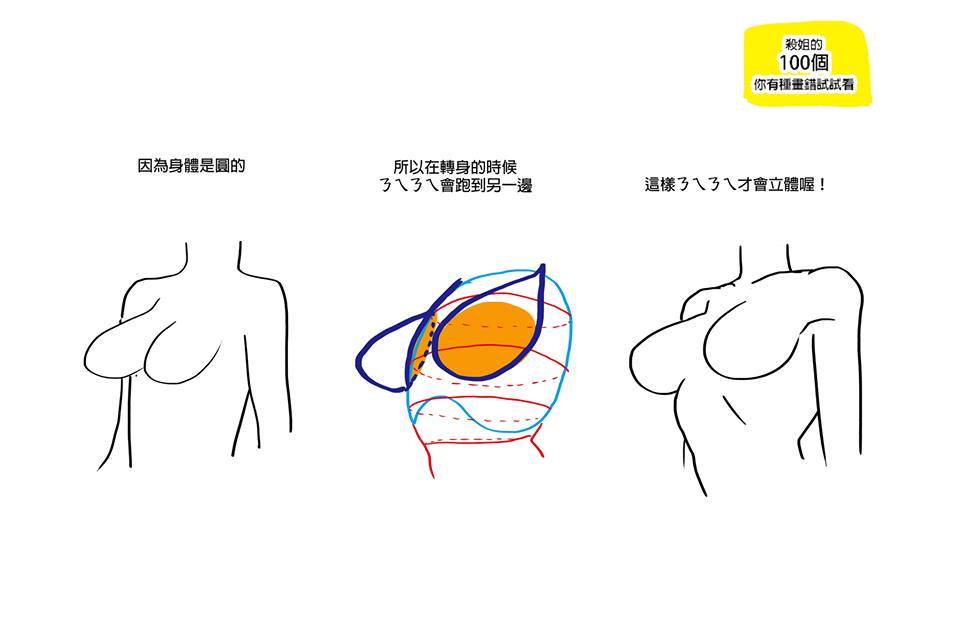 殺姐的
100個
你有種畫錯試試看
因為身體是圓的
所以在轉身的時候
ㄋㄟㄋㄟ會跑到另一邊
這樣ㄋㄟㄋㄟ才會立體喔！